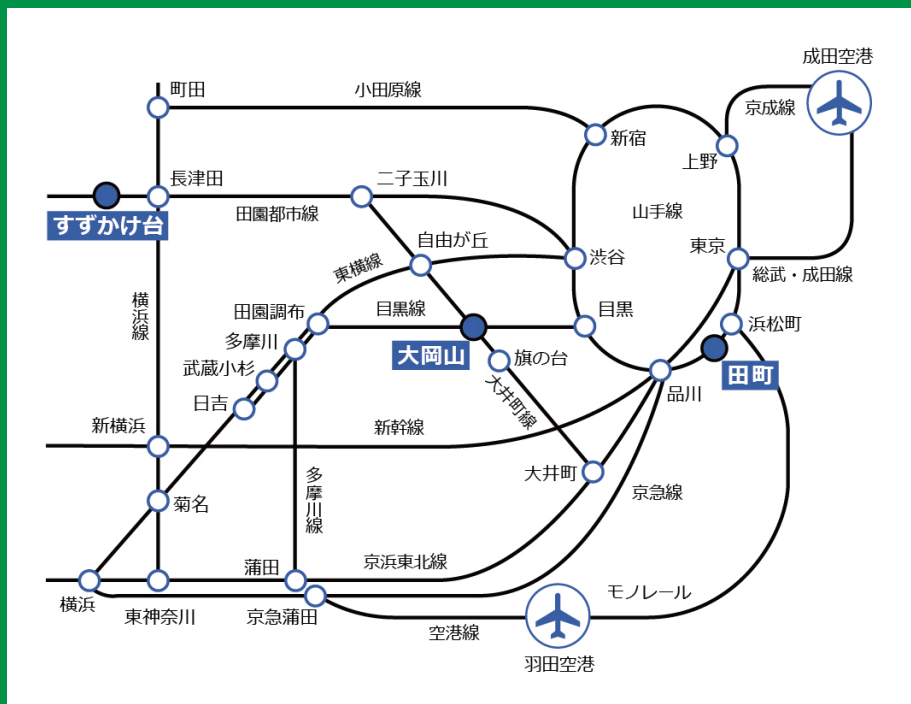 成田空港
町田
小田原線
京成線
新宿
上野
長津田
二子玉川
すずかけ台
田園都市線
山手線
自由が丘
東京
東横線
渋谷
総武・成田線
横浜線
田園調布
目黒線
目黒
浜松町
多摩川
大岡山
旗の台
田町
武蔵小杉
品川
日吉
大井町線
新横浜
新幹線
大井町
多摩川線
京急線
菊名
蒲田
京浜東北線
横浜
東神奈川
京急蒲田
モノレール
空港線
羽田空港